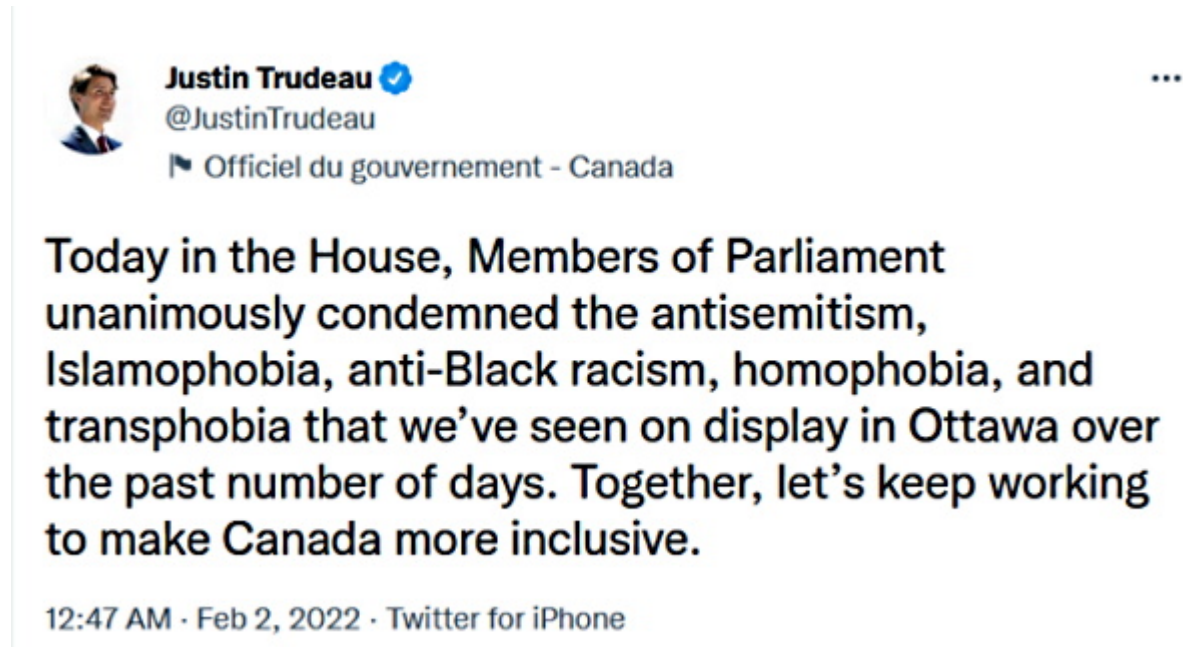 Justin Trudeau
@JustinTrudeau
Officiel du gouvernement - Canada
Today in the House, Members of Parliament
unanimously condemned the antisemitism,
Islamophobia, anti-Black racism, homophobia, and
transphobia that we’ve seen on display in Ottawa over
the past number of days. Together, let’s keep working
to make Canada more inclusive.
12:47 AM · Feb 2, 2022 · Twitter for iPhone